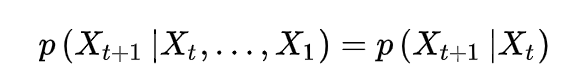 p (X_{t+1} | X_t, . . . , X_1) = p (X_{t+1} | X_t)